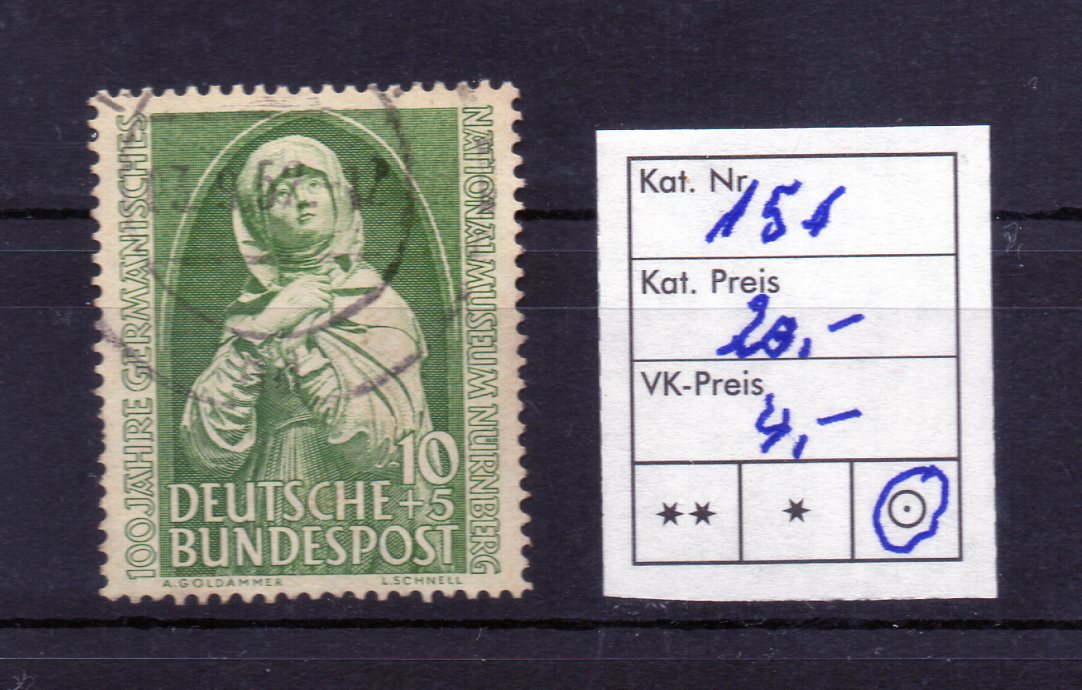 100 JAHRE GERMANISCHES
NATIONALMUSEUM NÜRNBERG
10
+5
DEUTSCHE
BUNDESPOST
A.GOLDAMMER
L.SCHNELL
Kat. Nr
151
Kat. Preis
20,-
VK-Preis
4,-